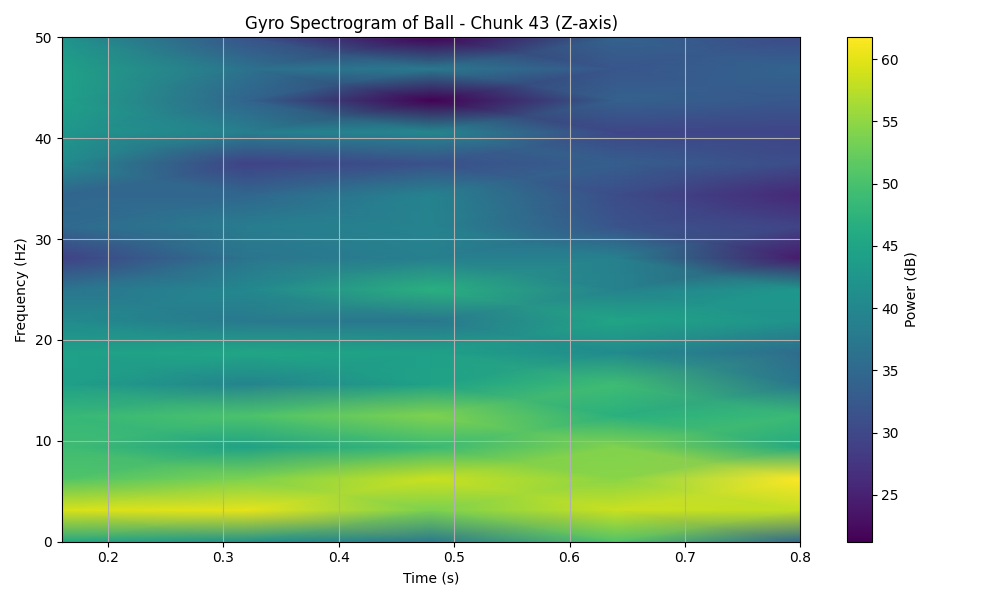 Gyro Spectrogram of Ball - Chunk 43 (Z-axis)
50
40
30
20
10
0
Frequency (Hz)
0.2 0.3 0.4 0.5 0.6 0.7 0.8
Time (s)
60
55
50
45
40
35
30
25
Power (dB)